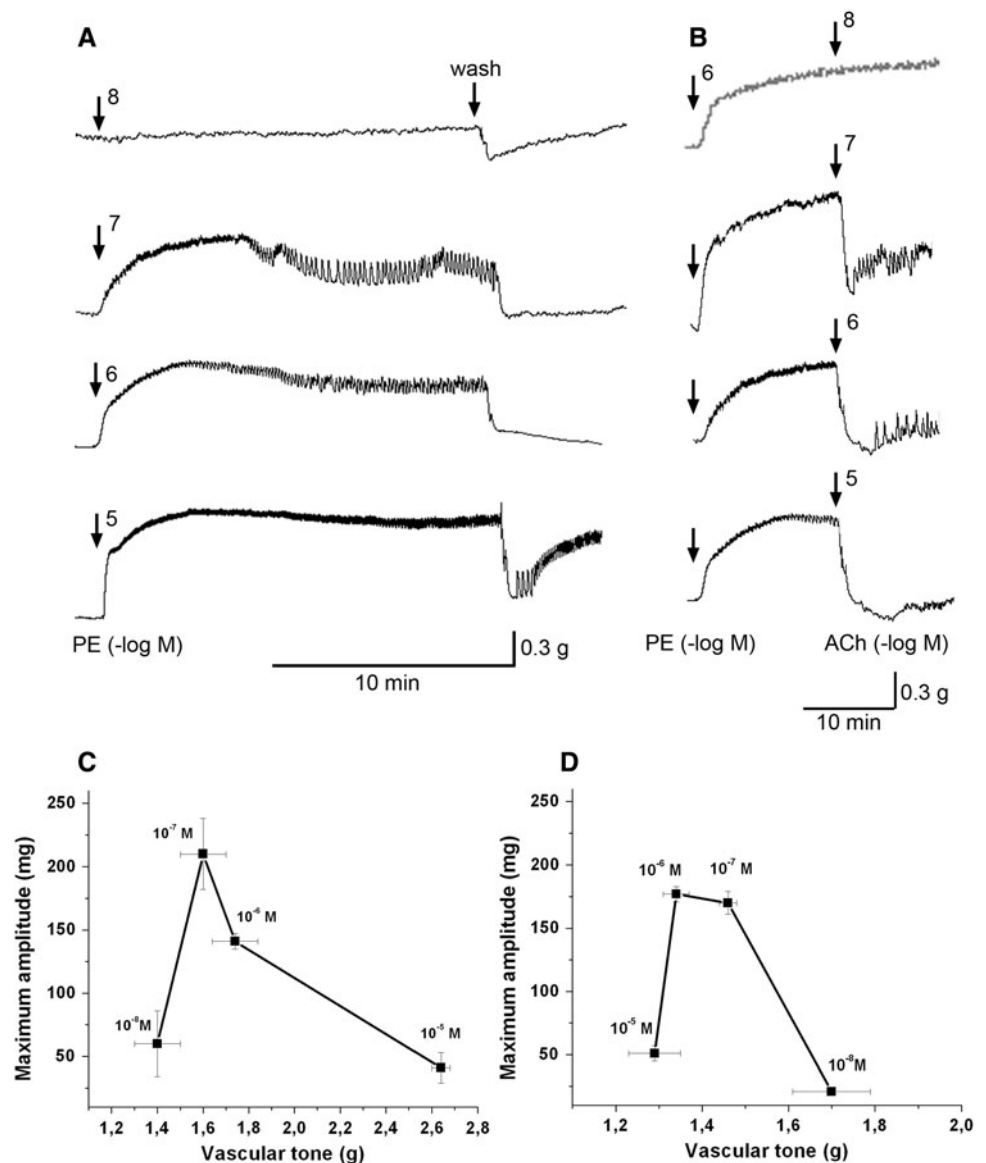 A
8
wash
7
6
5
PE (-log M)
0.3 g
10 min
B
6
8
7
6
5
PE (-log M) ACh (-log M)
0.3 g
10 min
C
Maximum amplitude (mg)
250
200
150
100
50
10⁻⁷ M
10⁻⁶ M
10⁻⁸M
10⁻⁵ M
1,2 1,4 1,6 1,8 2,0 2,2 2,4 2,6 2,8
Vascular tone (g)
D
Maximum amplitude (mg)
250
200
150
100
50
10⁻⁶ M
10⁻⁷ M
10⁻⁵ M
10⁻⁸M
1,2 1,4 1,6 1,8 2,0
Vascular tone (g)